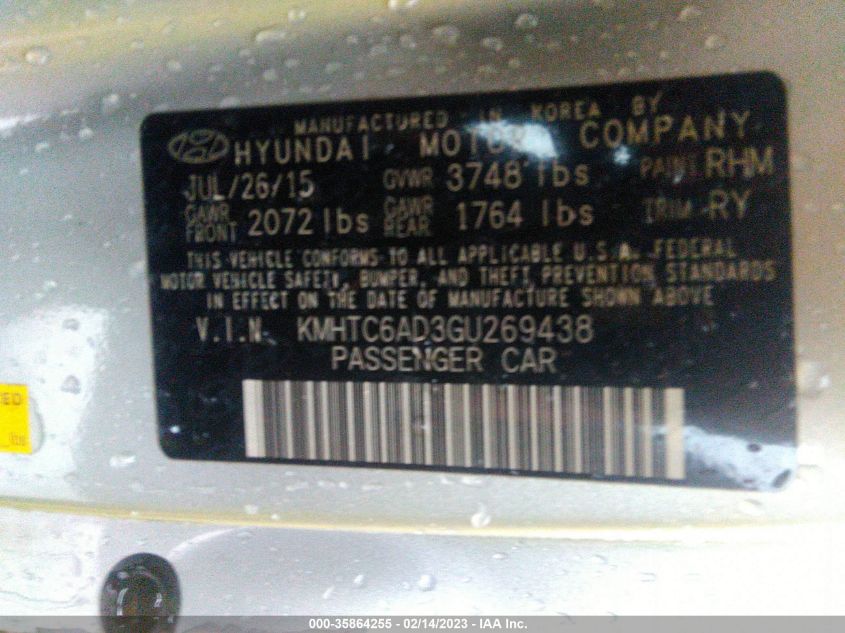 MANUFACTURED IN KOREA BY
HYUNDAI MOTOR COMPANY
JUL/26/15 GVWR 3748 lbs PAINT RHM
GAWR FRONT 2072 lbs GAWR REAR 1764 lbs TRIM RY
THIS VEHICLE CONFORMS TO ALL APPLICABLE U.S.A. FEDERAL
MOTOR VEHICLE SAFETY, BUMPER, AND THEFT PREVENTION STANDARDS
IN EFFECT ON THE DATE OF MANUFACTURE SHOWN ABOVE
V.I.N. KMHTC6AD3GU269438
PASSENGER CAR
000-35864255 - 02/14/2023 - IAA Inc.